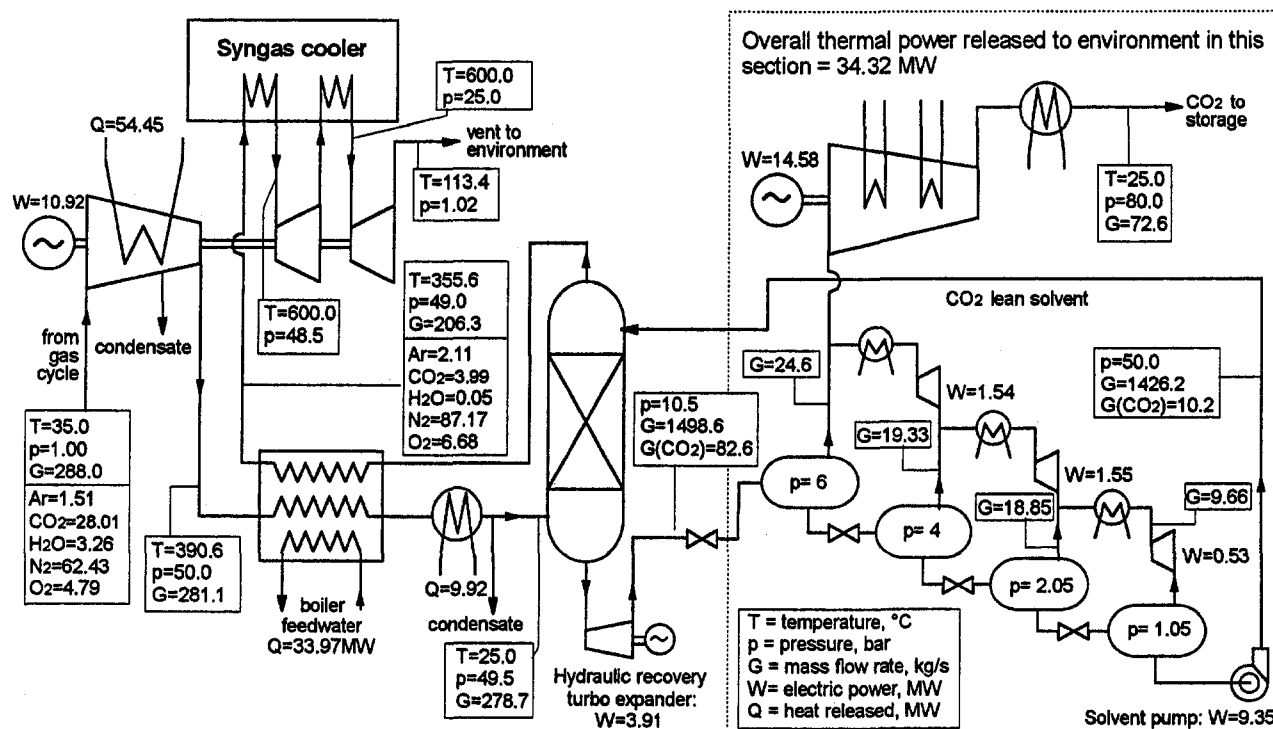 Syngas cooler
T=600.0
p=25.0
Q=54.45
vent to
environment
T=113.4
p=1.02
W=10.92
~
from
gas
cycle
condensate
T=600.0
p=48.5
T=355.6
p=49.0
G=206.3
Ar=2.11
CO2=3.99
H2O=0.05
N2=87.17
O2=6.68
T=35.0
p=1.00
G=288.0
Ar=1.51
CO2=28.01
H2O=3.26
N2=62.43
O2=4.79
T=390.6
p=50.0
G=281.1
boiler
feedwater
Q=33.97MW
Q=9.92
condensate
T=25.0
p=49.5
G=278.7
Hydraulic recovery
turbo expander:
W=3.91
~
p=10.5
G=1498.6
G(CO2)=82.6
Overall thermal power released to environment in this
section = 34.32 MW
CO2 to
storage
W=14.58
~
T=25.0
p=80.0
G=72.6
CO2 lean solvent
G=24.6
W=1.54
p=50.0
G=1426.2
G(CO2)=10.2
G=19.33
W=1.55
p= 6
G=18.85
G=9.66
p= 4
W=0.53
p= 2.05
p= 1.05
T = temperature, °C
p = pressure, bar
G = mass flow rate, kg/s
W= electric power, MW
Q = heat released, MW
Solvent pump: W=9.35